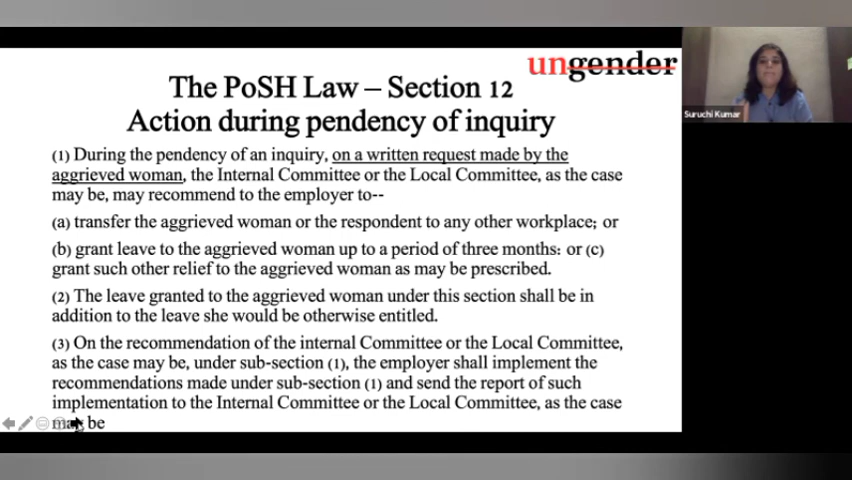 ungender
The PoSH Law – Section 12
Action during pendency of inquiry
(1) During the pendency of an inquiry, on a written request made by the
aggrieved woman, the Internal Committee or the Local Committee, as the case
may be, may recommend to the employer to--
(a) transfer the aggrieved woman or the respondent to any other workplace; or
(b) grant leave to the aggrieved woman up to a period of three months: or (c)
grant such other relief to the aggrieved woman as may be prescribed.
(2) The leave granted to the aggrieved woman under this section shall be in
addition to the leave she would be otherwise entitled.
(3) On the recommendation of the internal Committee or the Local Committee,
as the case may be, under sub-section (1), the employer shall implement the
recommendations made under sub-section (1) and send the report of such
implementation to the Internal Committee or the Local Committee, as the case
may be
Suruchi Kumar